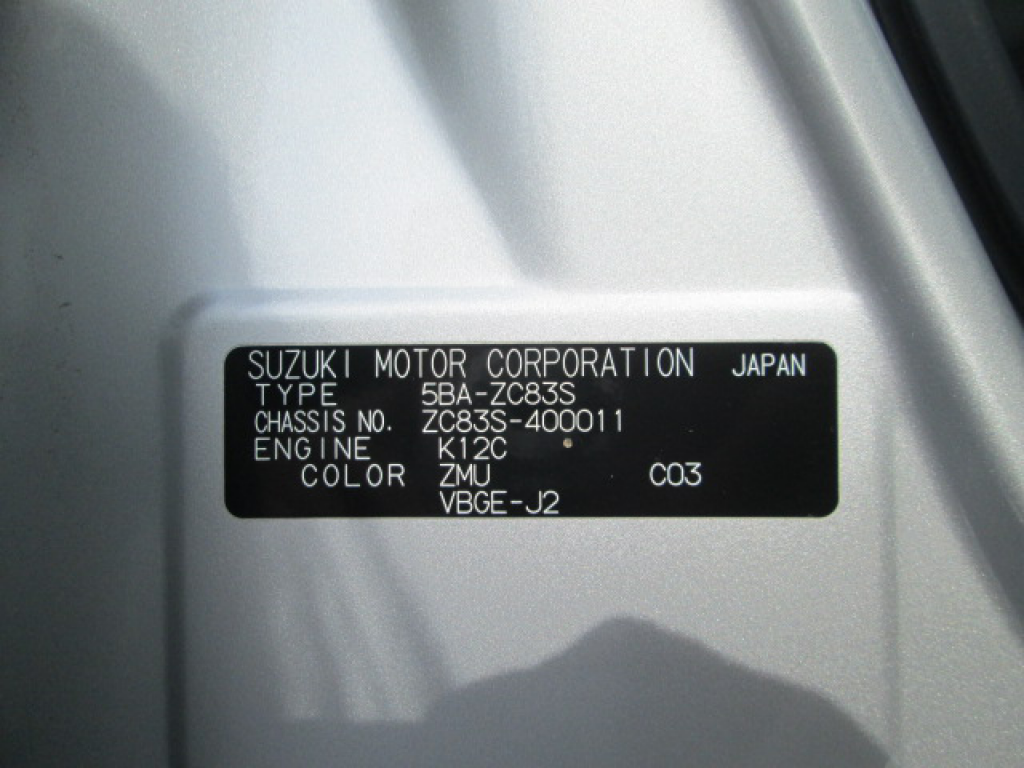 SUZUKI MOTOR CORPORATION JAPAN
TYPE 5BA-ZC83S
CHASSIS NO. ZC83S-400011
ENGINE K12C
COLOR ZMU C03
VBGE-J2